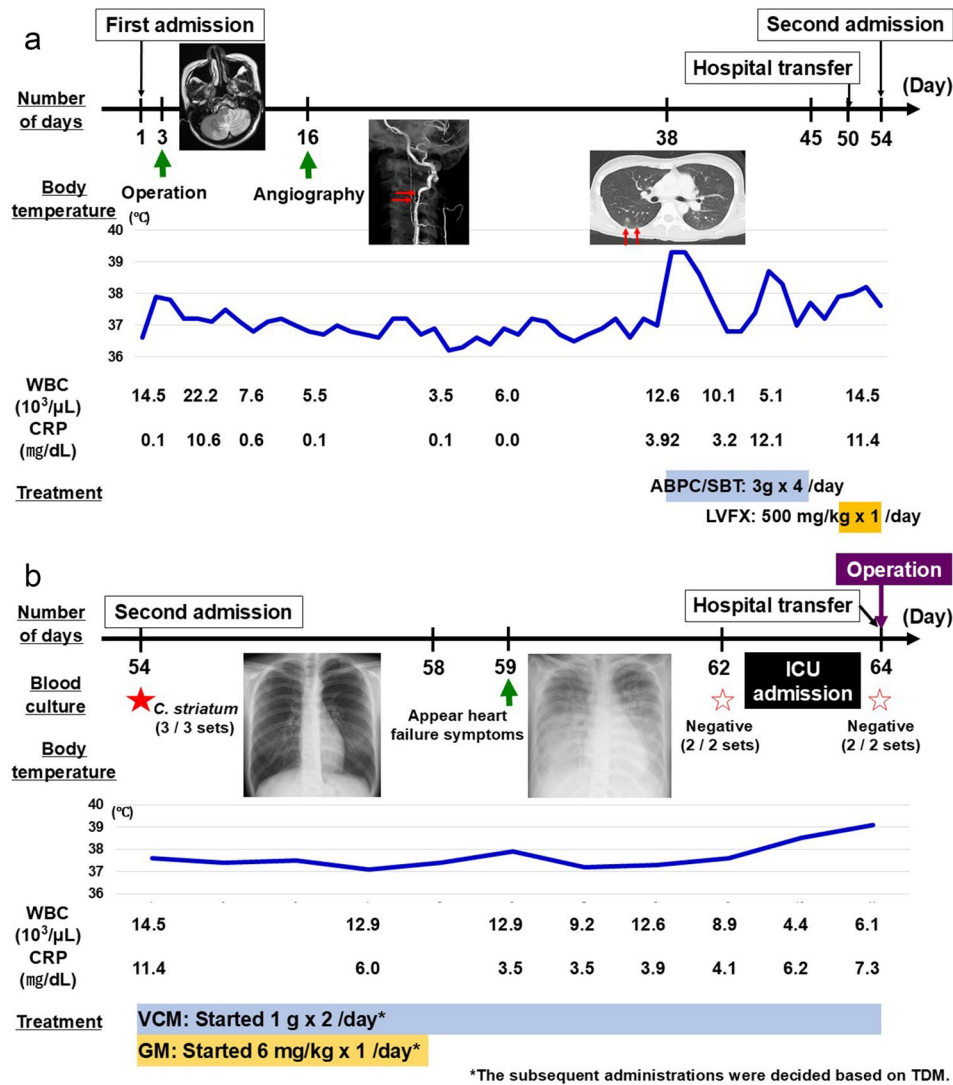 a
First admission
Second admission
Hospital transfer
(Day)
Number
of days
1 3 16 38 45 50 54
Operation
Angiography
Body
temperature
(℃)
40
39
38
37
36
WBC
(10³/µL)
14.5 22.2 7.6 5.5 3.5 6.0 12.6 10.1 5.1 14.5
CRP
(㎎/dL)
0.1 10.6 0.6 0.1 0.1 0.0 3.92 3.2 12.1 11.4
Treatment
ABPC/SBT: 3g x 4 /day
LVFX: 500 mg/kg x 1 /day
b
Operation
Number
of days
Second admission
Hospital transfer
(Day)
54 58 59 62 64
Blood
culture
C. striatum
(3 / 3 sets)
Appear heart
failure symptoms
ICU
admission
Negative
(2 / 2 sets)
Negative
(2 / 2 sets)
Body
temperature
(℃)
40
39
38
37
36
WBC
(10³/µL)
14.5 12.9 12.9 9.2 12.6 8.9 4.4 6.1
CRP
(㎎/dL)
11.4 6.0 3.5 3.5 3.9 4.1 6.2 7.3
Treatment
VCM: Started 1 g x 2 /day*
GM: Started 6 mg/kg x 1 /day*
*The subsequent administrations were decided based on TDM.